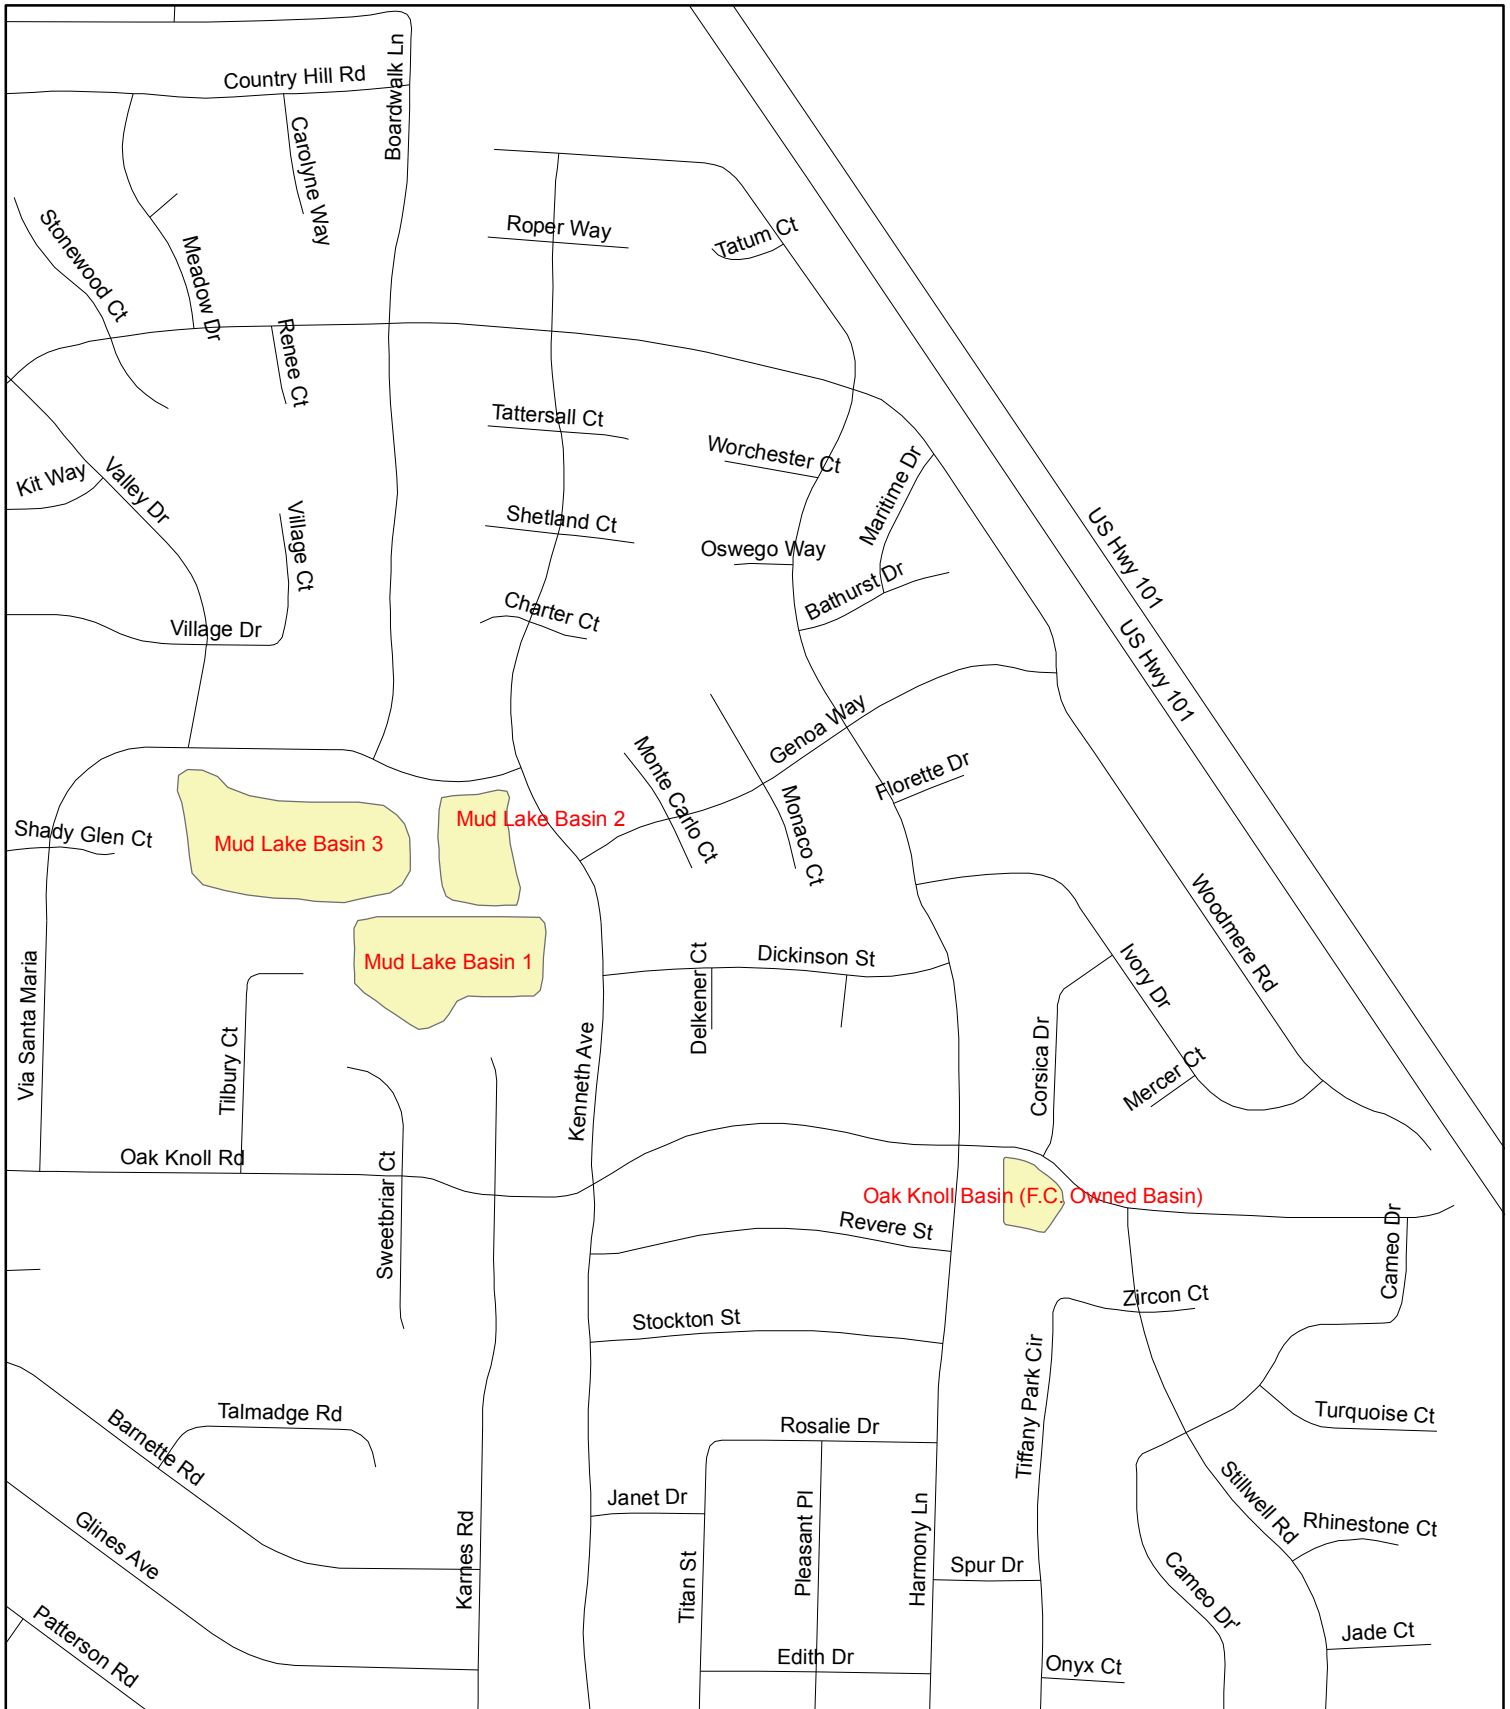 Country Hill Rd
Boardwalk Ln
Carolyne Way
Stonewood Ct
Meadow Dr
Roper Way
Tatum Ct
Renee Ct
Tattersall Ct
Worchester Ct
Maritime Dr
Kit Way
Valley Dr
Village Ct
Shetland Ct
Oswego Way
US Hwy 101
Bathurst Dr
Charter Ct
Village Dr
US Hwy 101
Genoa Way
Monte Carlo Ct
Florette Dr
Monaco Ct
Shady Glen Ct
Mud Lake Basin 3
Mud Lake Basin 2
Woodmere Rd
Mud Lake Basin 1
Dickinson St
Delkener Ct
Ivory Dr
Via Santa Maria
Tilbury Ct
Kenneth Ave
Corsica Dr
Mercer Ct
Oak Knoll Rd
Sweetbriar Ct
Oak Knoll Basin (F.C. Owned Basin)
Revere St
Cameo Dr
Zircon Ct
Stockton St
Tiffany Park Cir
Talmadge Rd
Barnette Rd
Rosalie Dr
Turquoise Ct
Stillwell Rd
Janet Dr
Pleasant Pl
Harmony Ln
Rhinestone Ct
Glines Ave
Karnes Rd
Titan St
Spur Dr
Cameo Dr'
Patterson Rd
Edith Dr
Onyx Ct
Jade Ct